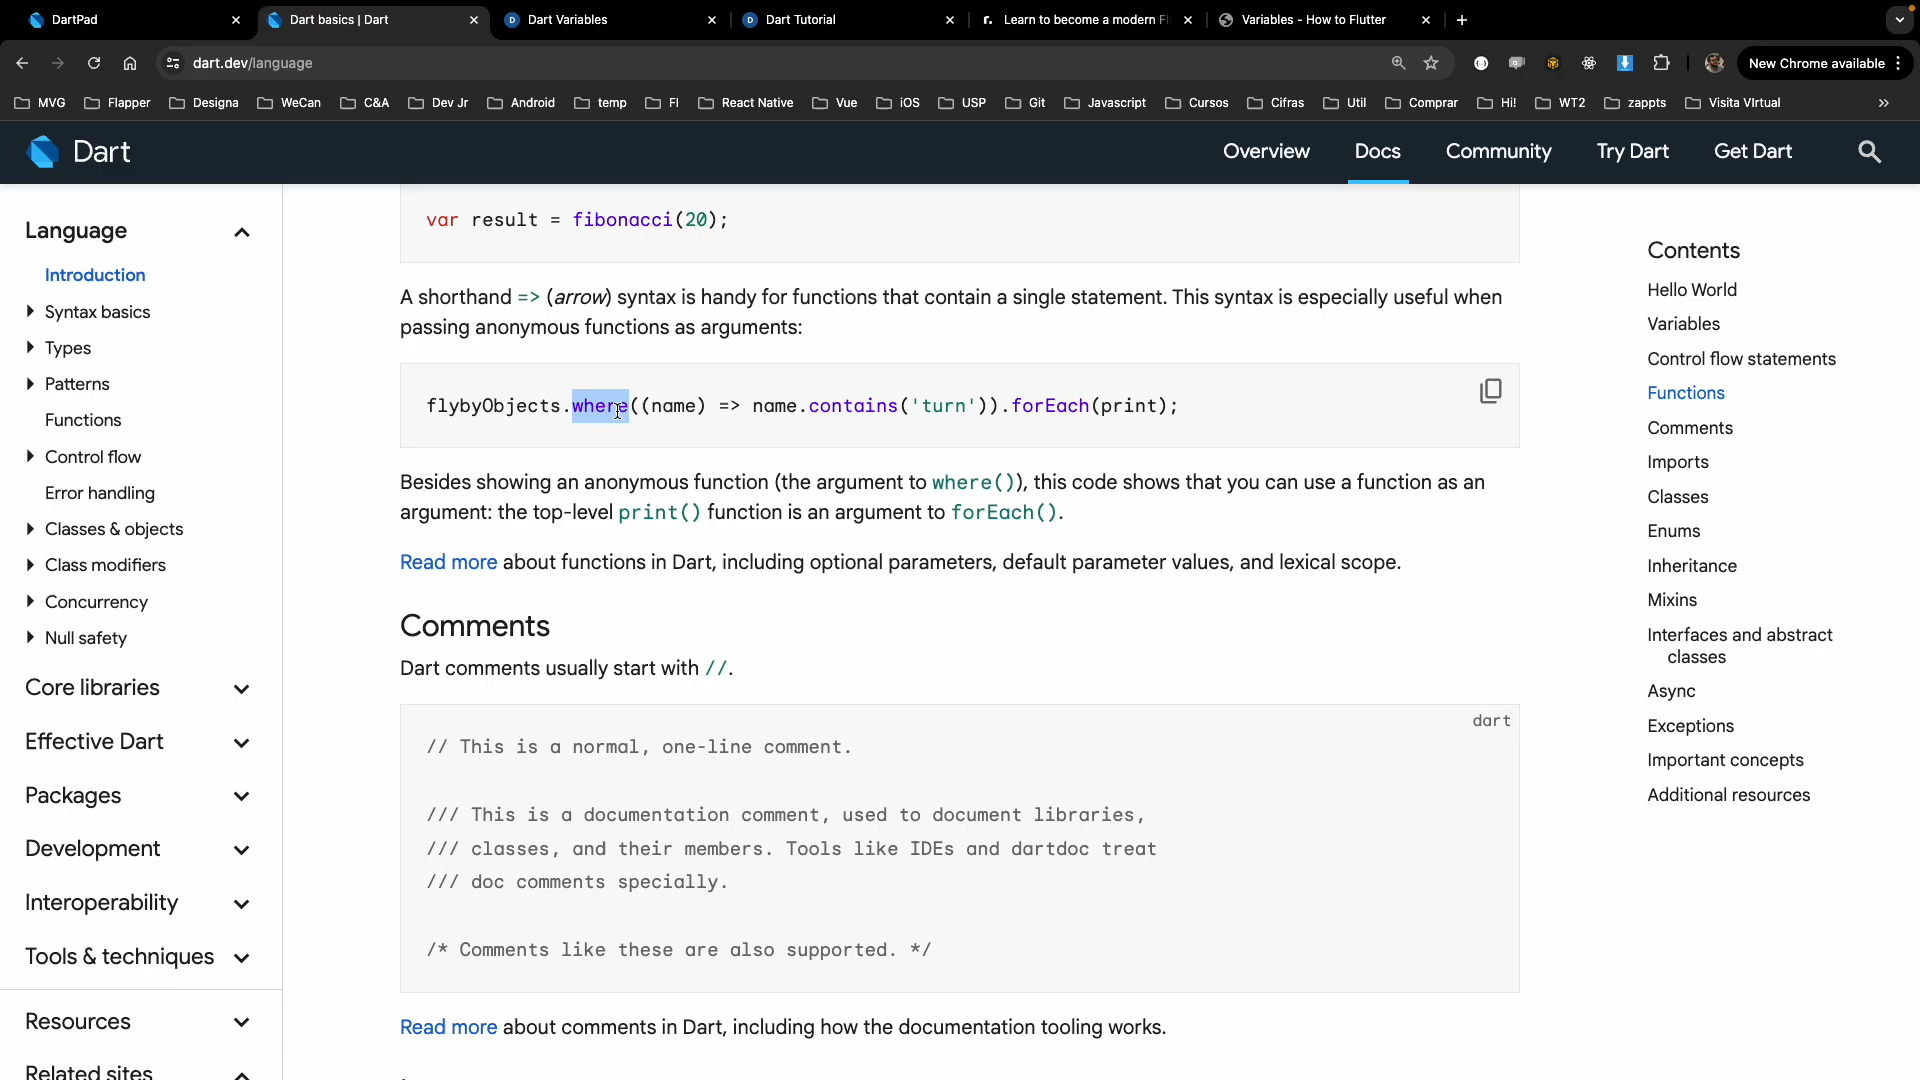 DartPad
Dart basics | Dart
Dart Variables
Dart Tutorial
Learn to become a modern Fl
Variables - How to Flutter
dart.dev/language
New Chrome available
MVG
Flapper
Designa
WeCan
C&A
Dev Jr
Android
temp
FI
React Native
Vue
iOS
USP
Git
Javascript
Cursos
Cifras
Util
Comprar
Hi!
WT2
zappts
Visita VIrtual
Dart
Overview
Docs
Community
Try Dart
Get Dart
Language
Introduction
Syntax basics
Types
Patterns
Functions
Control flow
Error handling
Classes & objects
Class modifiers
Concurrency
Null safety
Core libraries
Effective Dart
Packages
Development
Interoperability
Tools & techniques
Resources
Related sites
var result = fibonacci(20);
A shorthand => (arrow) syntax is handy for functions that contain a single statement. This syntax is especially useful when
passing anonymous functions as arguments:
flybyObjects.where((name) => name.contains('turn')).forEach(print);
Besides showing an anonymous function (the argument to where()), this code shows that you can use a function as an
argument: the top-level print() function is an argument to forEach().
Read more about functions in Dart, including optional parameters, default parameter values, and lexical scope.
Comments
Dart comments usually start with //.
dart
// This is a normal, one-line comment.
/// This is a documentation comment, used to document libraries,
/// classes, and their members. Tools like IDEs and dartdoc treat
/// doc comments specially.
/* Comments like these are also supported. */
Read more about comments in Dart, including how the documentation tooling works.
Contents
Hello World
Variables
Control flow statements
Functions
Comments
Imports
Classes
Enums
Inheritance
Mixins
Interfaces and abstract
classes
Async
Exceptions
Important concepts
Additional resources